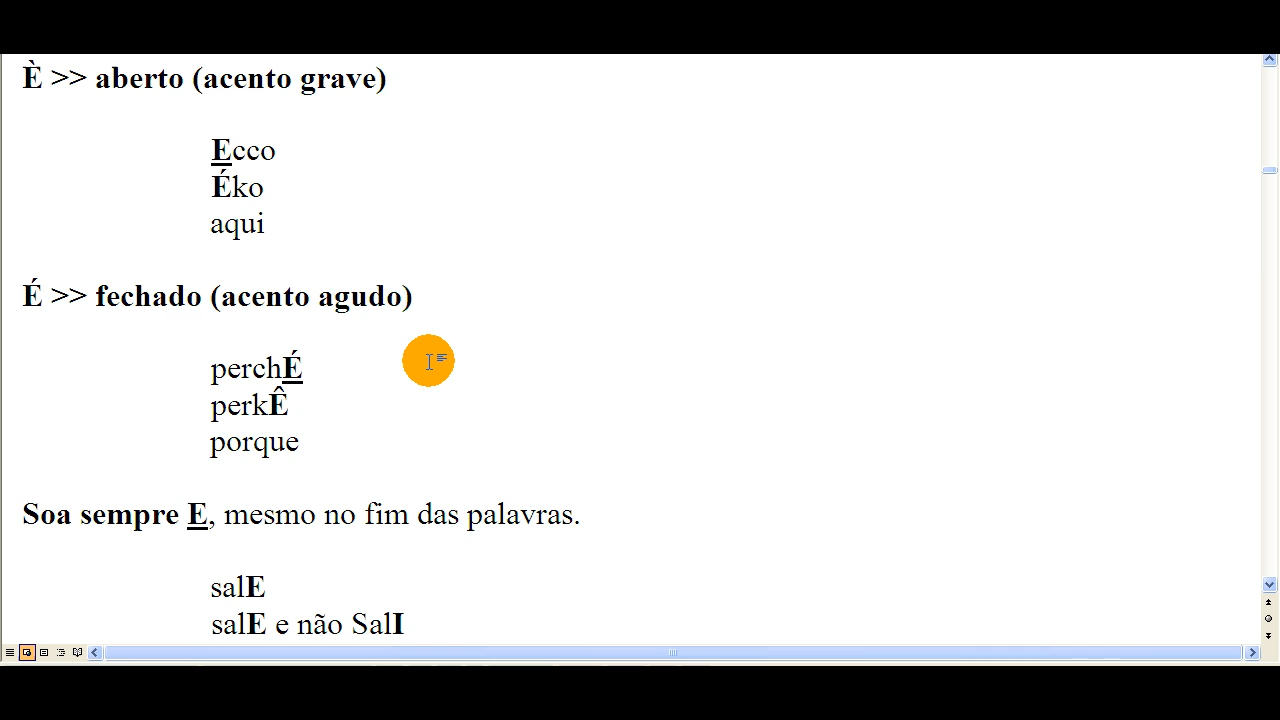 È >> aberto (acento grave)
Ecco
Éko
aqui
É >> fechado (acento agudo)
perchÉ
perkÊ
porque
Soa sempre E, mesmo no fim das palavras.
salE
salE e não SalI